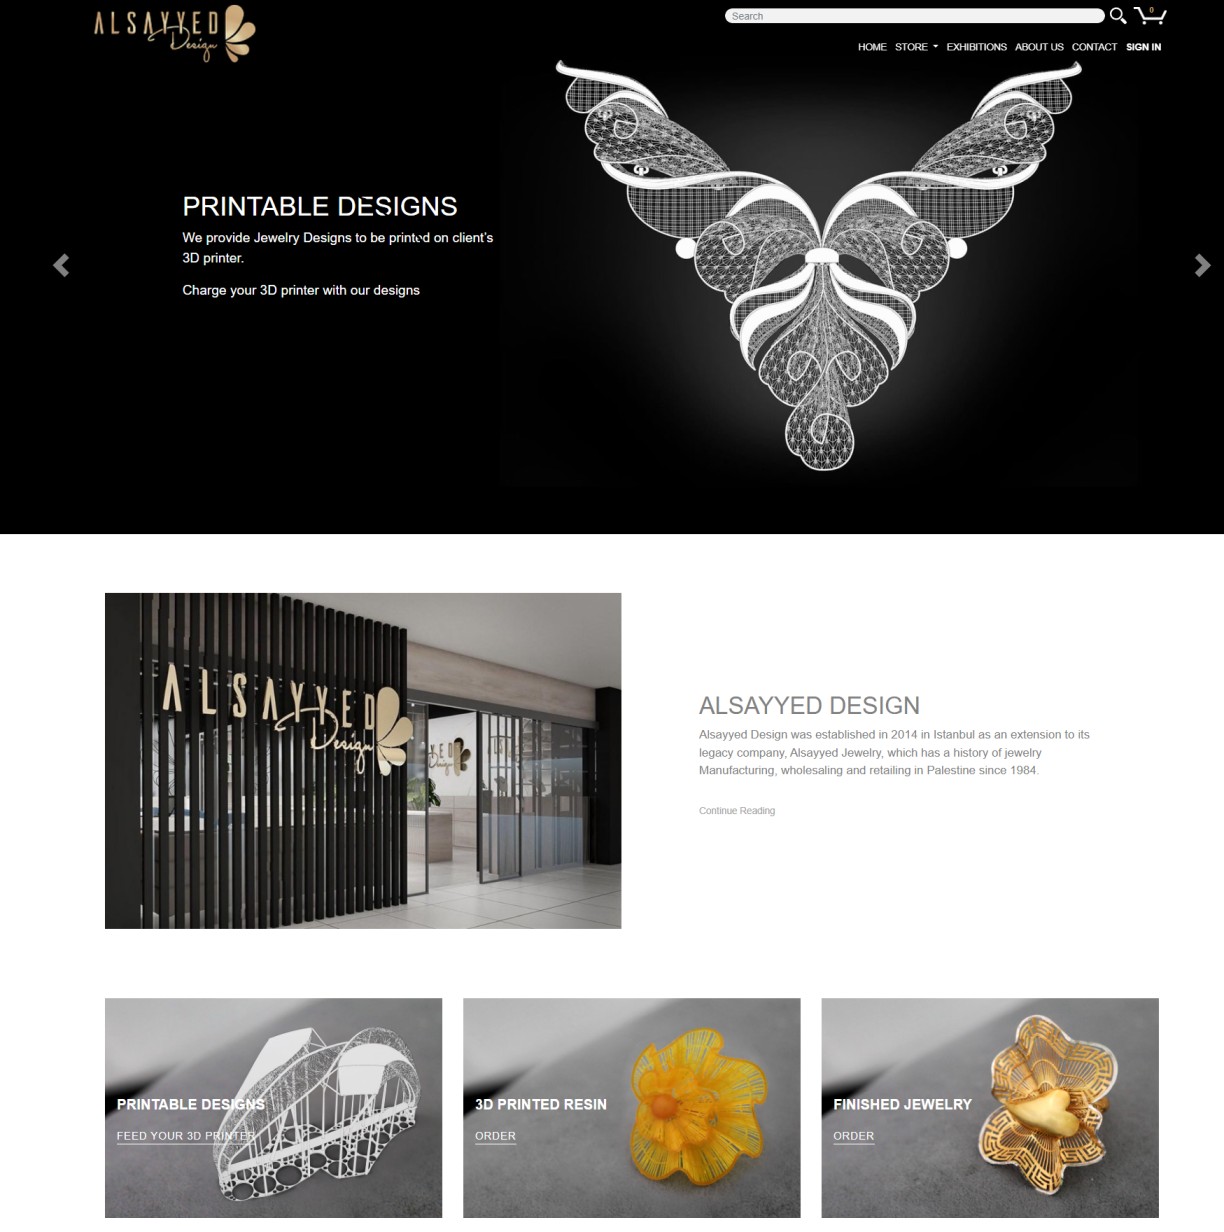 ALSAYYED
Design
Search
0
HOME STORE EXHIBITIONS ABOUT US CONTACT SIGN IN
PRINTABLE DESIGNS
We provide Jewelry Designs to be printed on client's
3D printer.
Charge your 3D printer with our designs
ALSAYYED
Design
ALSAYYED DESIGN
Alsayyed Design was established in 2014 in Istanbul as an extension to its
legacy company, Alsayyed Jewelry, which has a history of jewelry
Manufacturing, wholesaling and retailing in Palestine since 1984.
Continue Reading
PRINTABLE DESIGNS
FEED YOUR 3D PRINTER
3D PRINTED RESIN
ORDER
FINISHED JEWELRY
ORDER